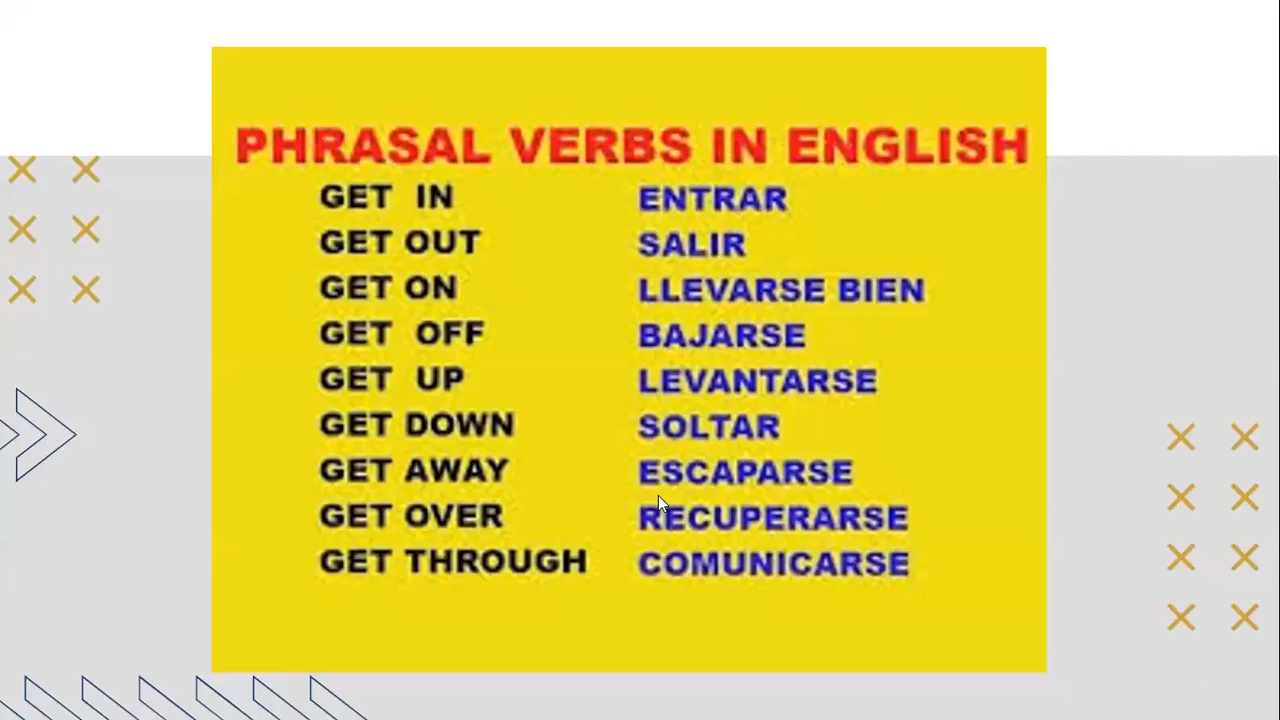 PHRASAL VERBS IN ENGLISH
GET IN ENTRAR
GET OUT SALIR
GET ON LLEVARSE BIEN
GET OFF BAJARSE
GET UP LEVANTARSE
GET DOWN SOLTAR
GET AWAY ESCAPARSE
GET OVER RECUPERARSE
GET THROUGH COMUNICARSE